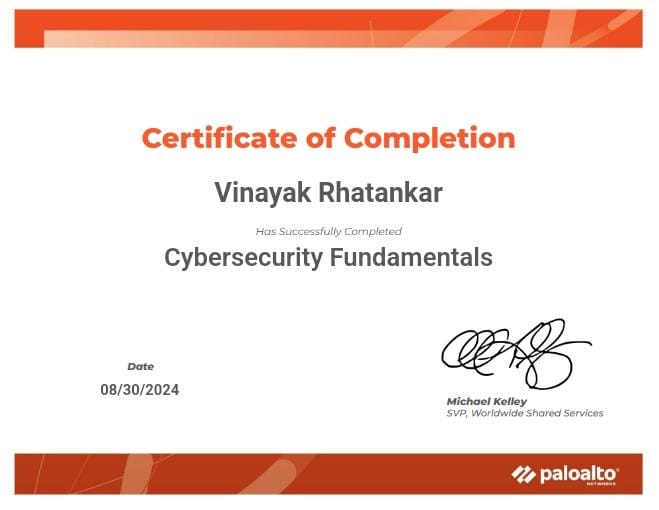 Certificate of Completion
Vinayak Rhatankar
Has Successfully Completed
Cybersecurity Fundamentals
Date
08/30/2024
Michael Kelley
SVP, Worldwide Shared Services
paloalto®
NETWORKS